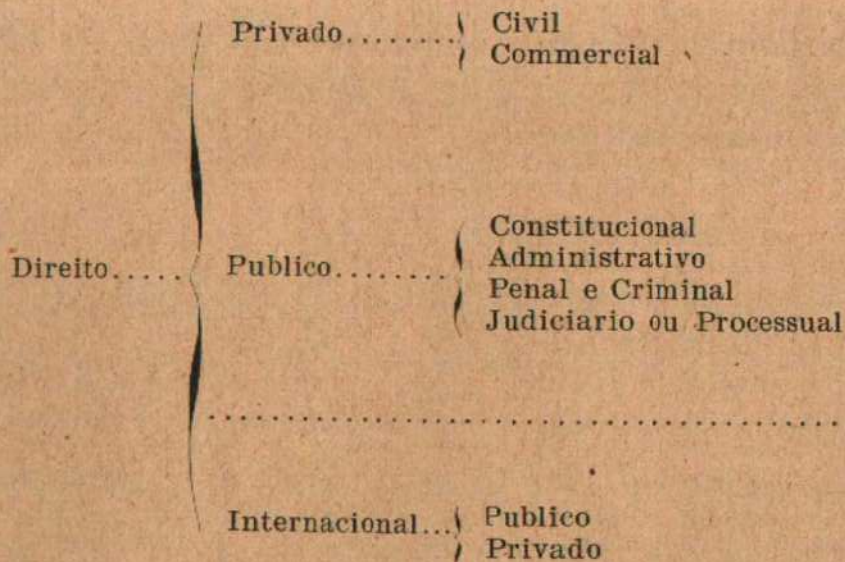 Privado........ Civil
Commercial
Direito..... Publico........ Constitucional
Administrativo
Penal e Criminal
Judiciario ou Processual
..........................................
Internacional... Publico
Privado